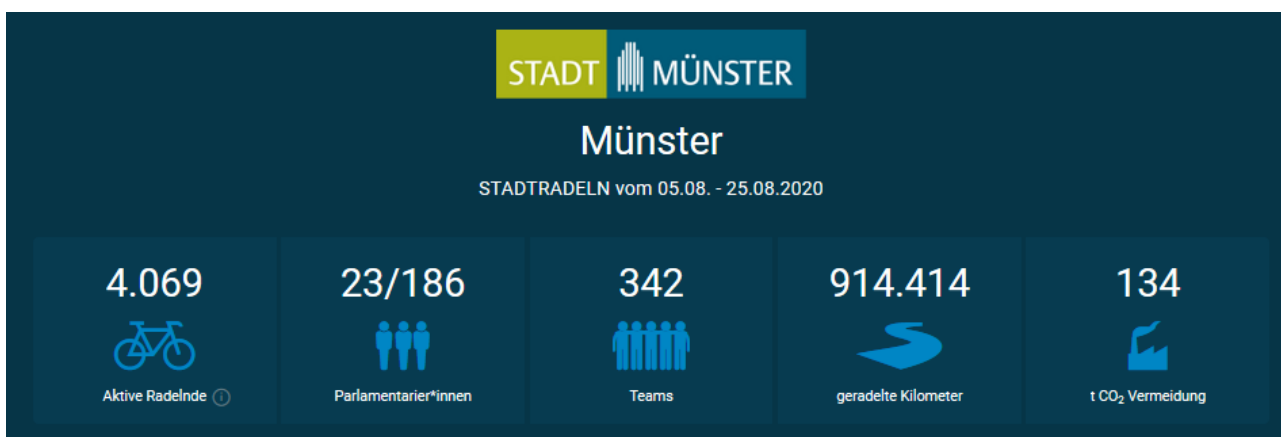 STADT MÜNSTER
Münster
STADTRADELN vom 05.08. - 25.08.2020
4.069
23/186
342
914.414
134
Aktive Radelnde
Parlamentarier*innen
Teams
geradelte Kilometer
t CO₂ Vermeidung